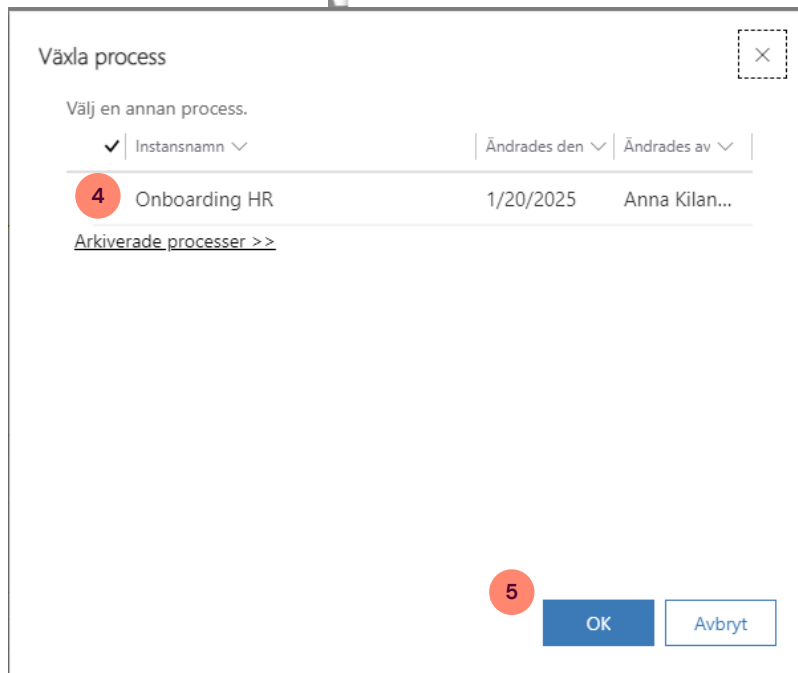 Växla process
Välj en annan process.
Instansnamn Ändrades den Ändrades av
4 Onboarding HR 1/20/2025 Anna Kilan...
Arkiverade processer >>
5
OK Avbryt